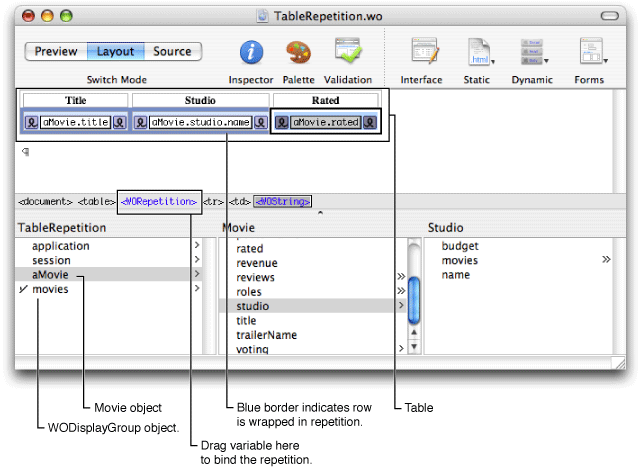 TableRepetition.wo
Preview Layout Source
Switch Mode Inspector Palette Validation Interface Static Dynamic Forms
Title Studio Rated
aMovie.title aMovie.studio.name aMovie.rated
¶
<document> <table> <WORepetition> <tr> <td> <WOString>
TableRepetition Movie Studio
application
session
aMovie
movies
rated
revenue
reviews
roles
studio
title
trailerName
voting
budget
movies
name
Movie object
WODisplayGroup object.
Drag variable here
to bind the repetition.
Blue border indicates row
is wrapped in repetition.
Table